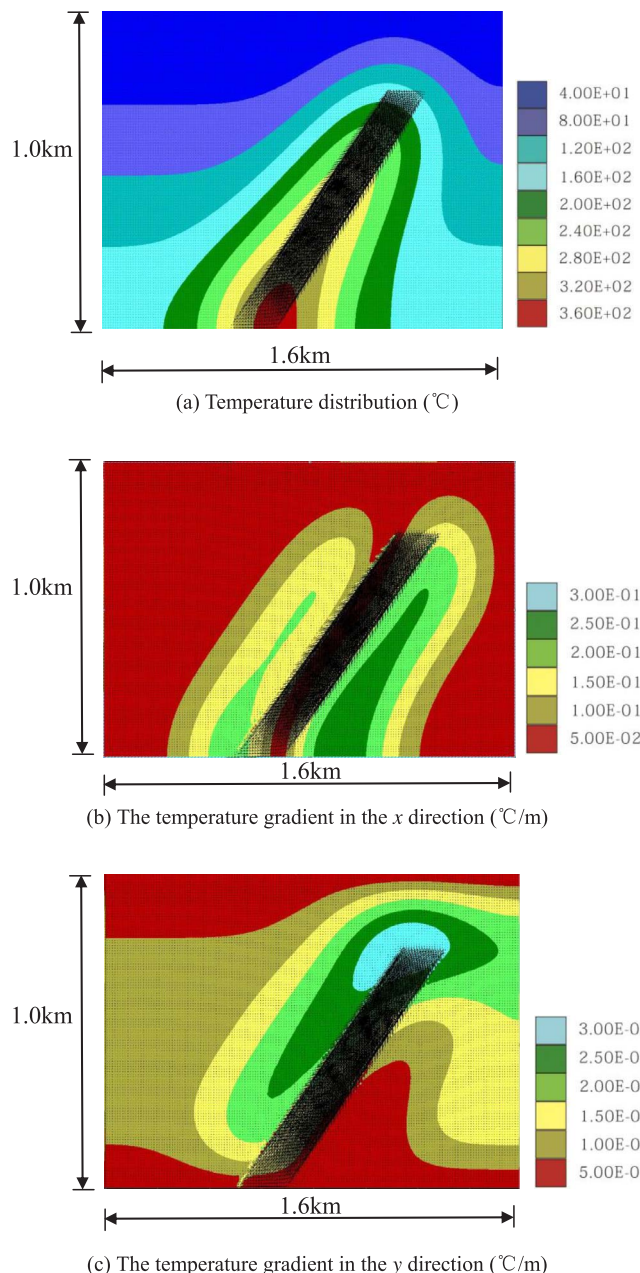 1.0km
4.00E+01
8.00E+01
1.20E+02
1.60E+02
2.00E+02
2.40E+02
2.80E+02
3.20E+02
3.60E+02
1.6km
(a) Temperature distribution (℃)
1.0km
3.00E-01
2.50E-01
2.00E-01
1.50E-01
1.00E-01
5.00E-02
1.6km
(b) The temperature gradient in the x direction (℃/m)
1.0km
3.00E-0
2.50E-0
2.00E-0
1.50E-0
1.00E-0
5.00E-0
1.6km
(c) The temperature gradient in the y direction (℃/m)